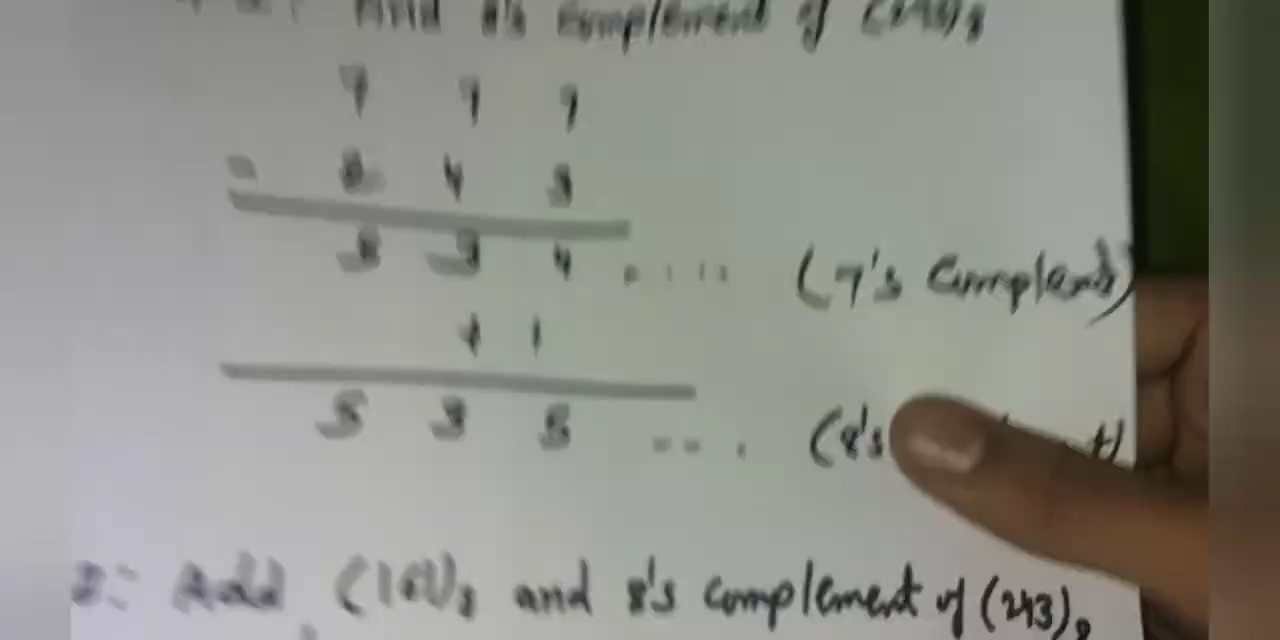 Find 8's complement of (243)8
7 7 7
- 2 4 3
5 3 4 .... (7's Complement)
+ 1
5 3 5 ... (8's
2:- Add (161)8 and 8's complement of (243)8